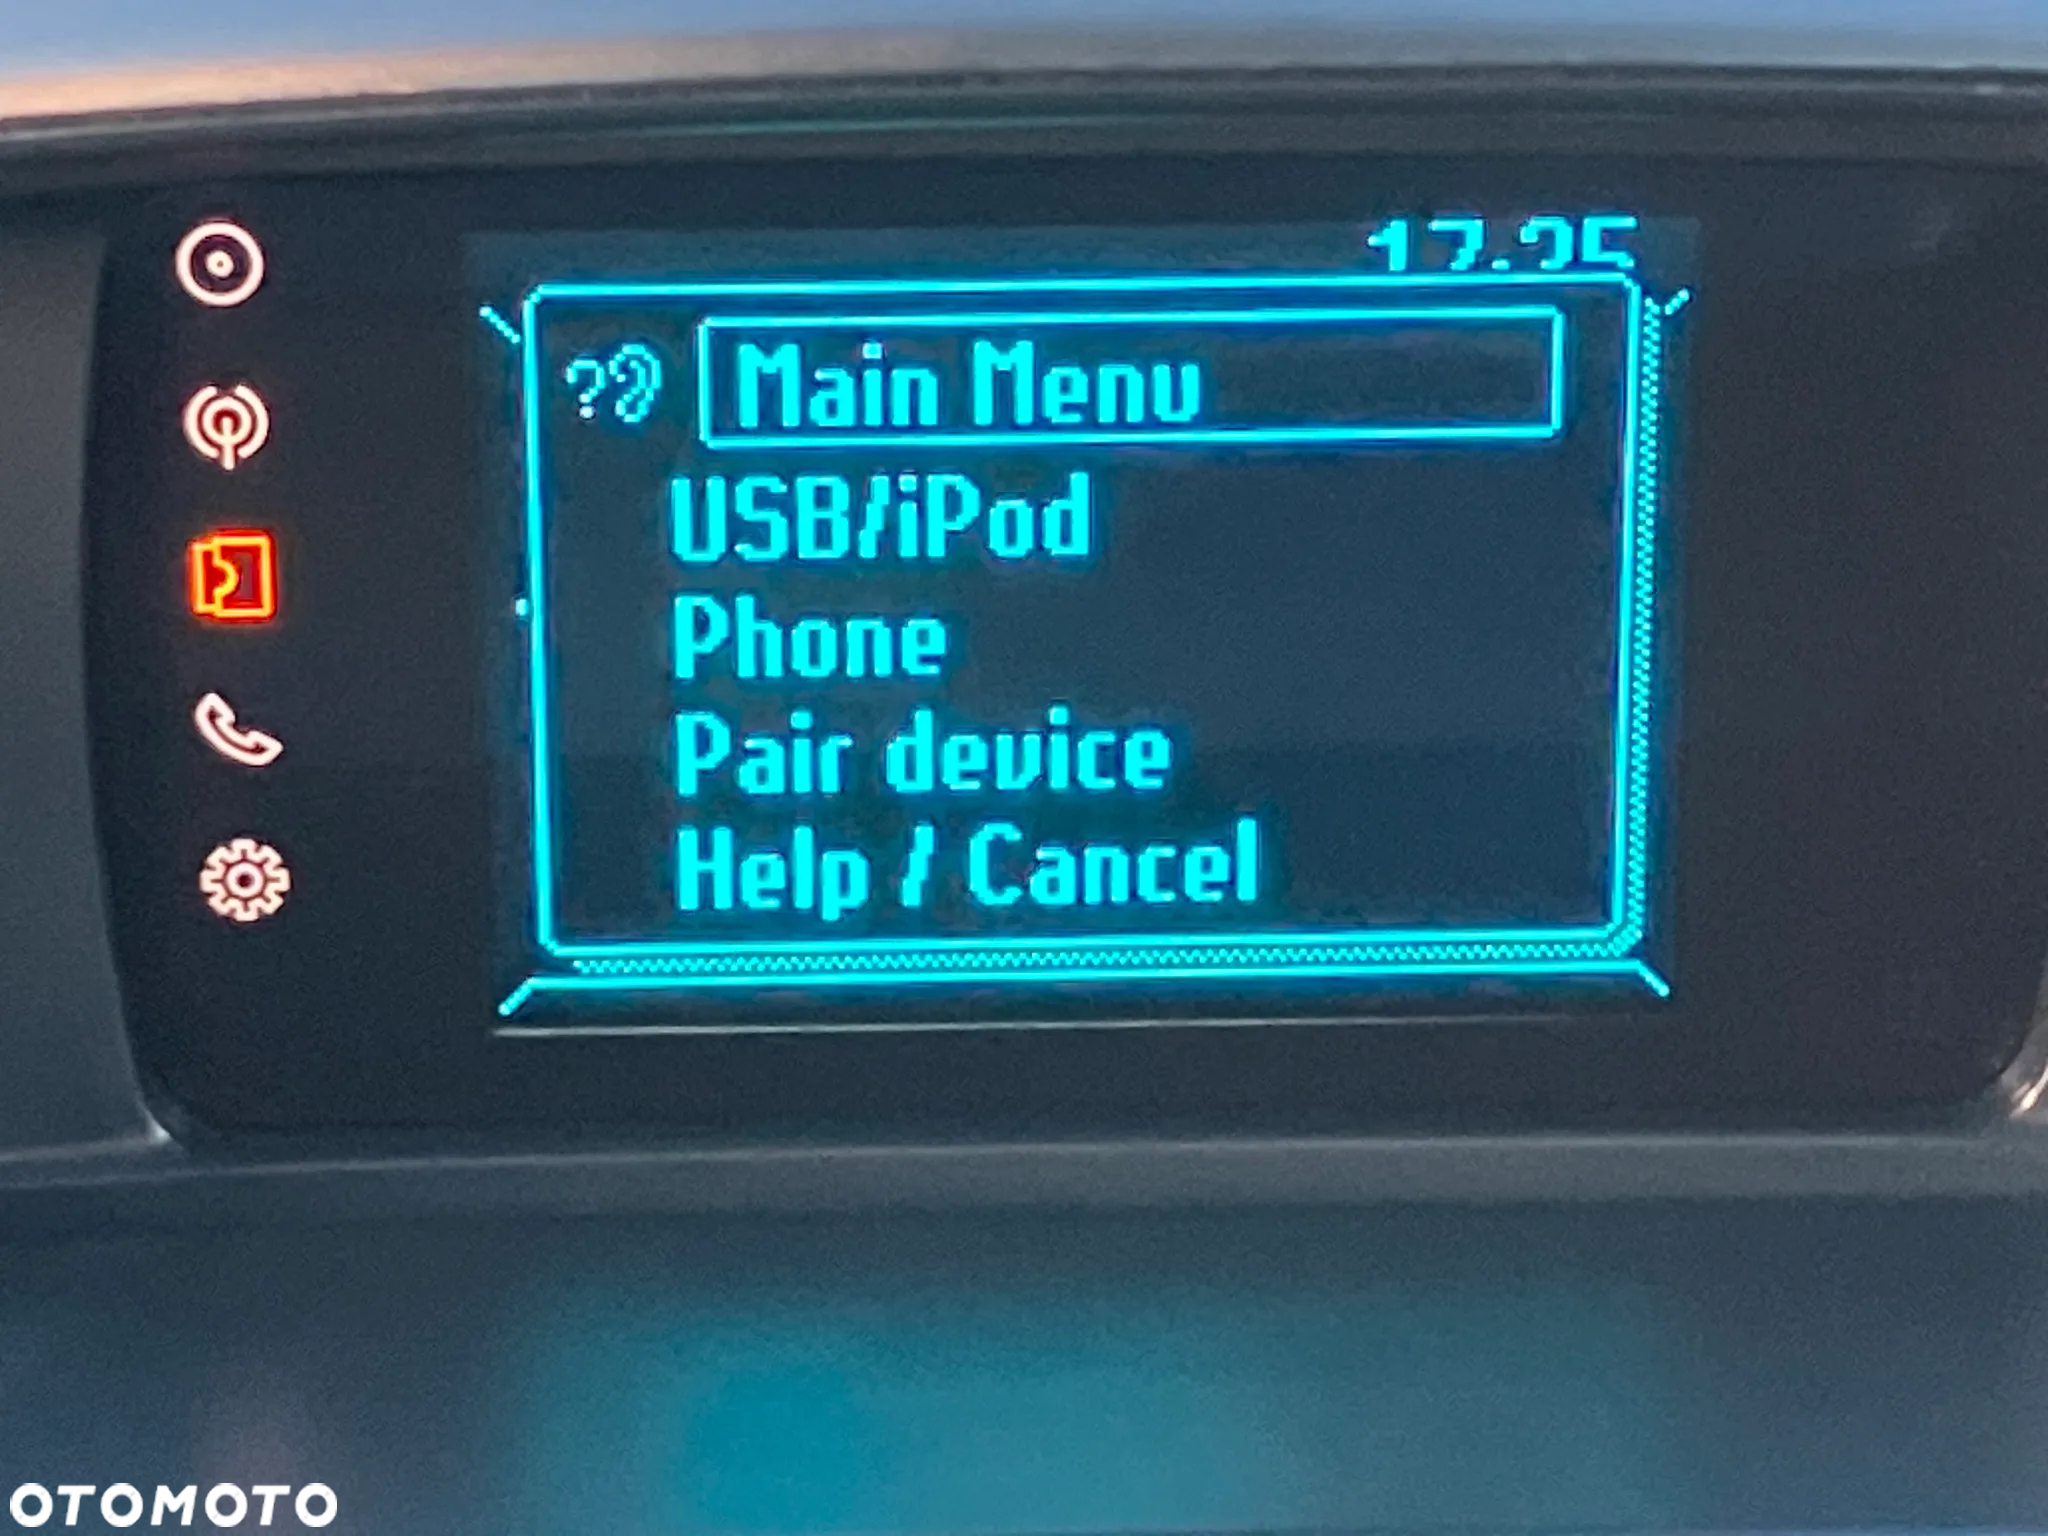 Main Menu
USB/iPod
Phone
Pair device
Help / Cancel
OTOMOTO